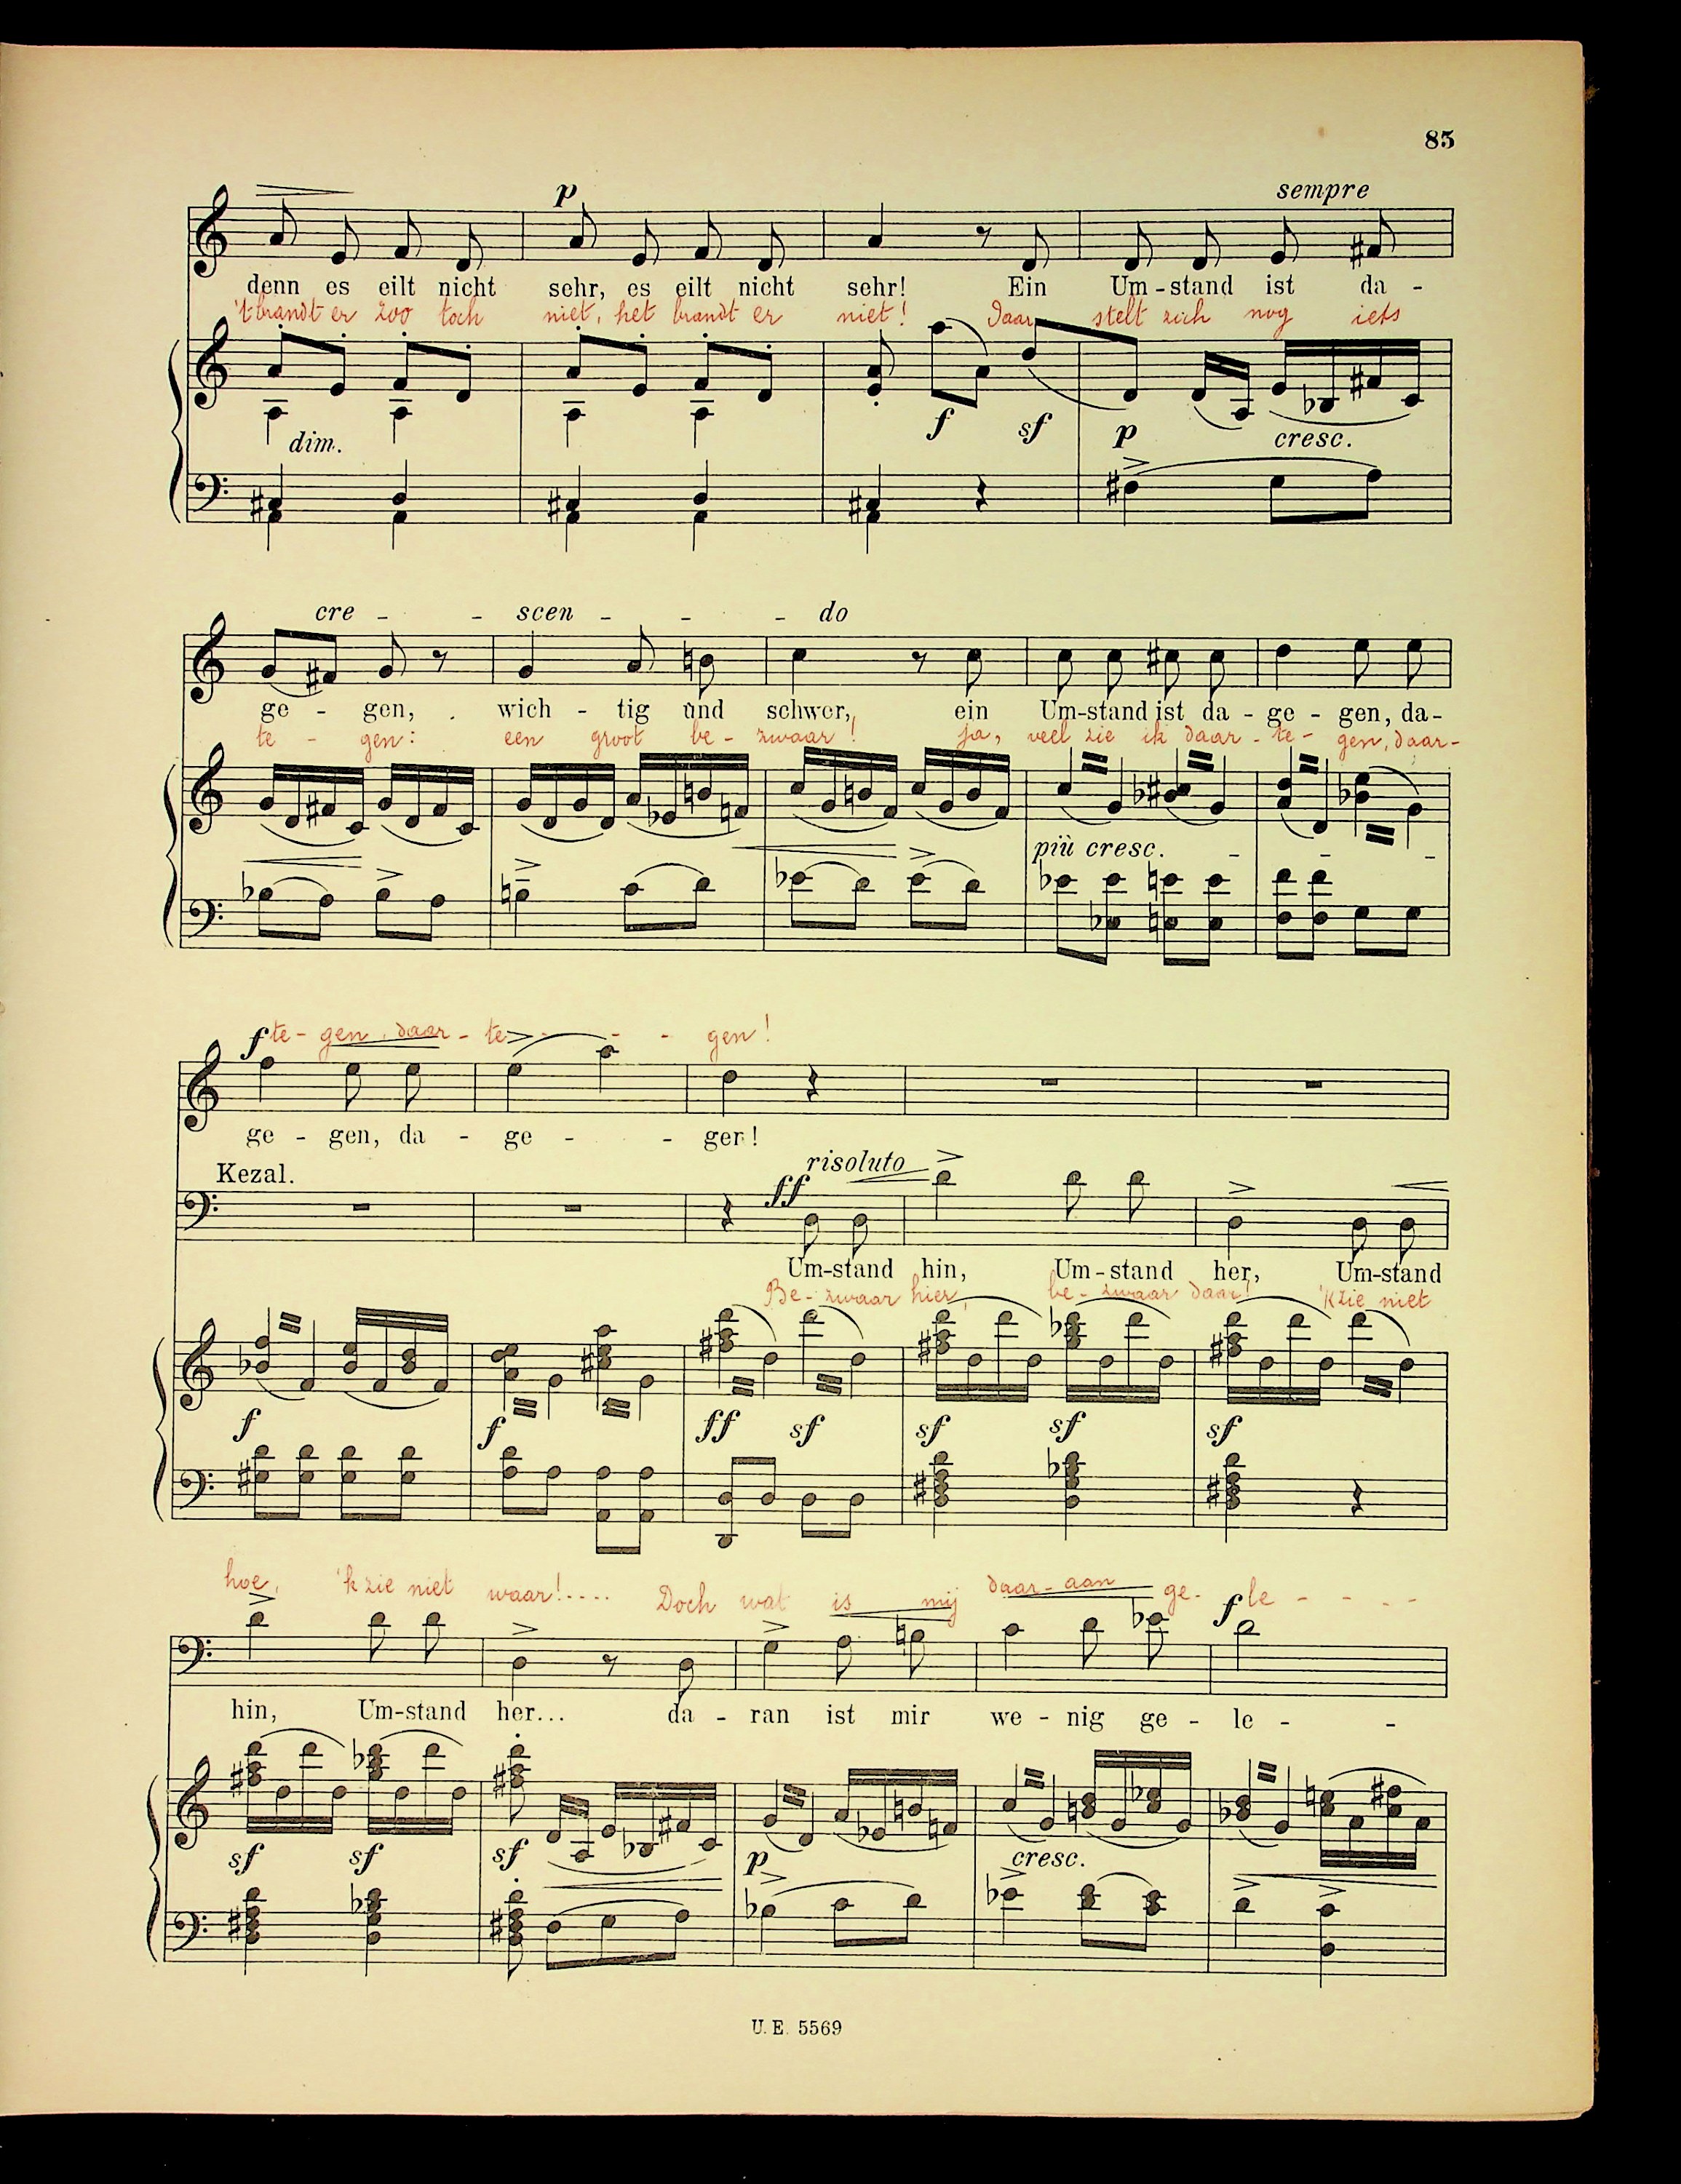 85
p sempre
denn es eilt nicht sehr, es eilt nicht sehr! Ein Um-stand ist da-
't brandt er zoo toch niet, het brandt er niet! Daar stelt zich nog iets
dim. f sf p cresc.
cre - - scen - - - do
ge - gen, wich - tig und schwer, ein Um-stand ist da - ge - gen, da-
te - gen: een groot be - zwaar! ja, veel zie ik daar - te - gen, daar-
più cresc. - - -
f te - gen, daar - te - - - gen!
ge - gen, da - ge - - gen!
Kezal. risoluto
ff
Um-stand hin, Um-stand her, Um-stand
Be-zwaar hier, be-zwaar daar! 'k zie niet
f f ff sf sf sf sf
hoe, 'k zie niet waar!.... Doch wat is mij daar-aan ge- f le - - - -
hin, Um-stand her... da - ran ist mir we - nig ge - le - -
sf sf sf p cresc.
U. E. 5569